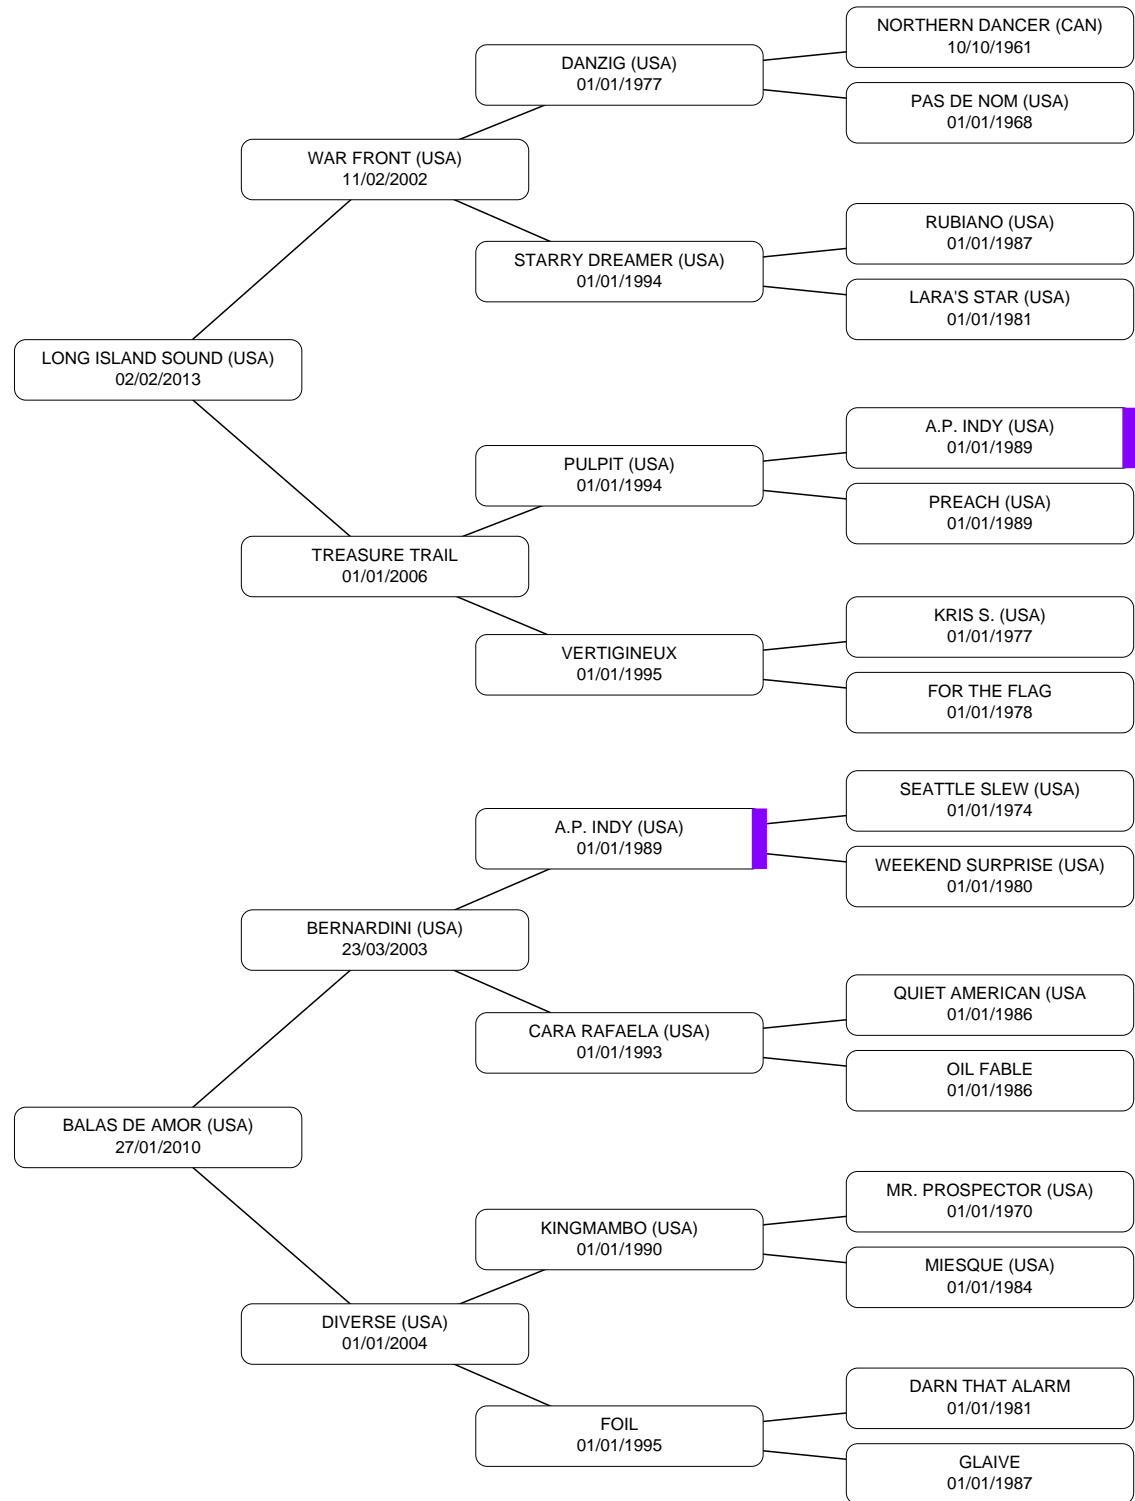 NORTHERN DANCER (CAN)
10/10/1961
DANZIG (USA)
01/01/1977
PAS DE NOM (USA)
01/01/1968
WAR FRONT (USA)
11/02/2002
RUBIANO (USA)
01/01/1987
STARRY DREAMER (USA)
01/01/1994
LARA'S STAR (USA)
01/01/1981
LONG ISLAND SOUND (USA)
02/02/2013
A.P. INDY (USA)
01/01/1989
PULPIT (USA)
01/01/1994
PREACH (USA)
01/01/1989
TREASURE TRAIL
01/01/2006
KRIS S. (USA)
01/01/1977
VERTIGINEUX
01/01/1995
FOR THE FLAG
01/01/1978
SEATTLE SLEW (USA)
01/01/1974
A.P. INDY (USA)
01/01/1989
WEEKEND SURPRISE (USA)
01/01/1980
BERNARDINI (USA)
23/03/2003
QUIET AMERICAN (USA
01/01/1986
CARA RAFAELA (USA)
01/01/1993
OIL FABLE
01/01/1986
BALAS DE AMOR (USA)
27/01/2010
MR. PROSPECTOR (USA)
01/01/1970
KINGMAMBO (USA)
01/01/1990
MIESQUE (USA)
01/01/1984
DIVERSE (USA)
01/01/2004
DARN THAT ALARM
01/01/1981
FOIL
01/01/1995
GLAIVE
01/01/1987